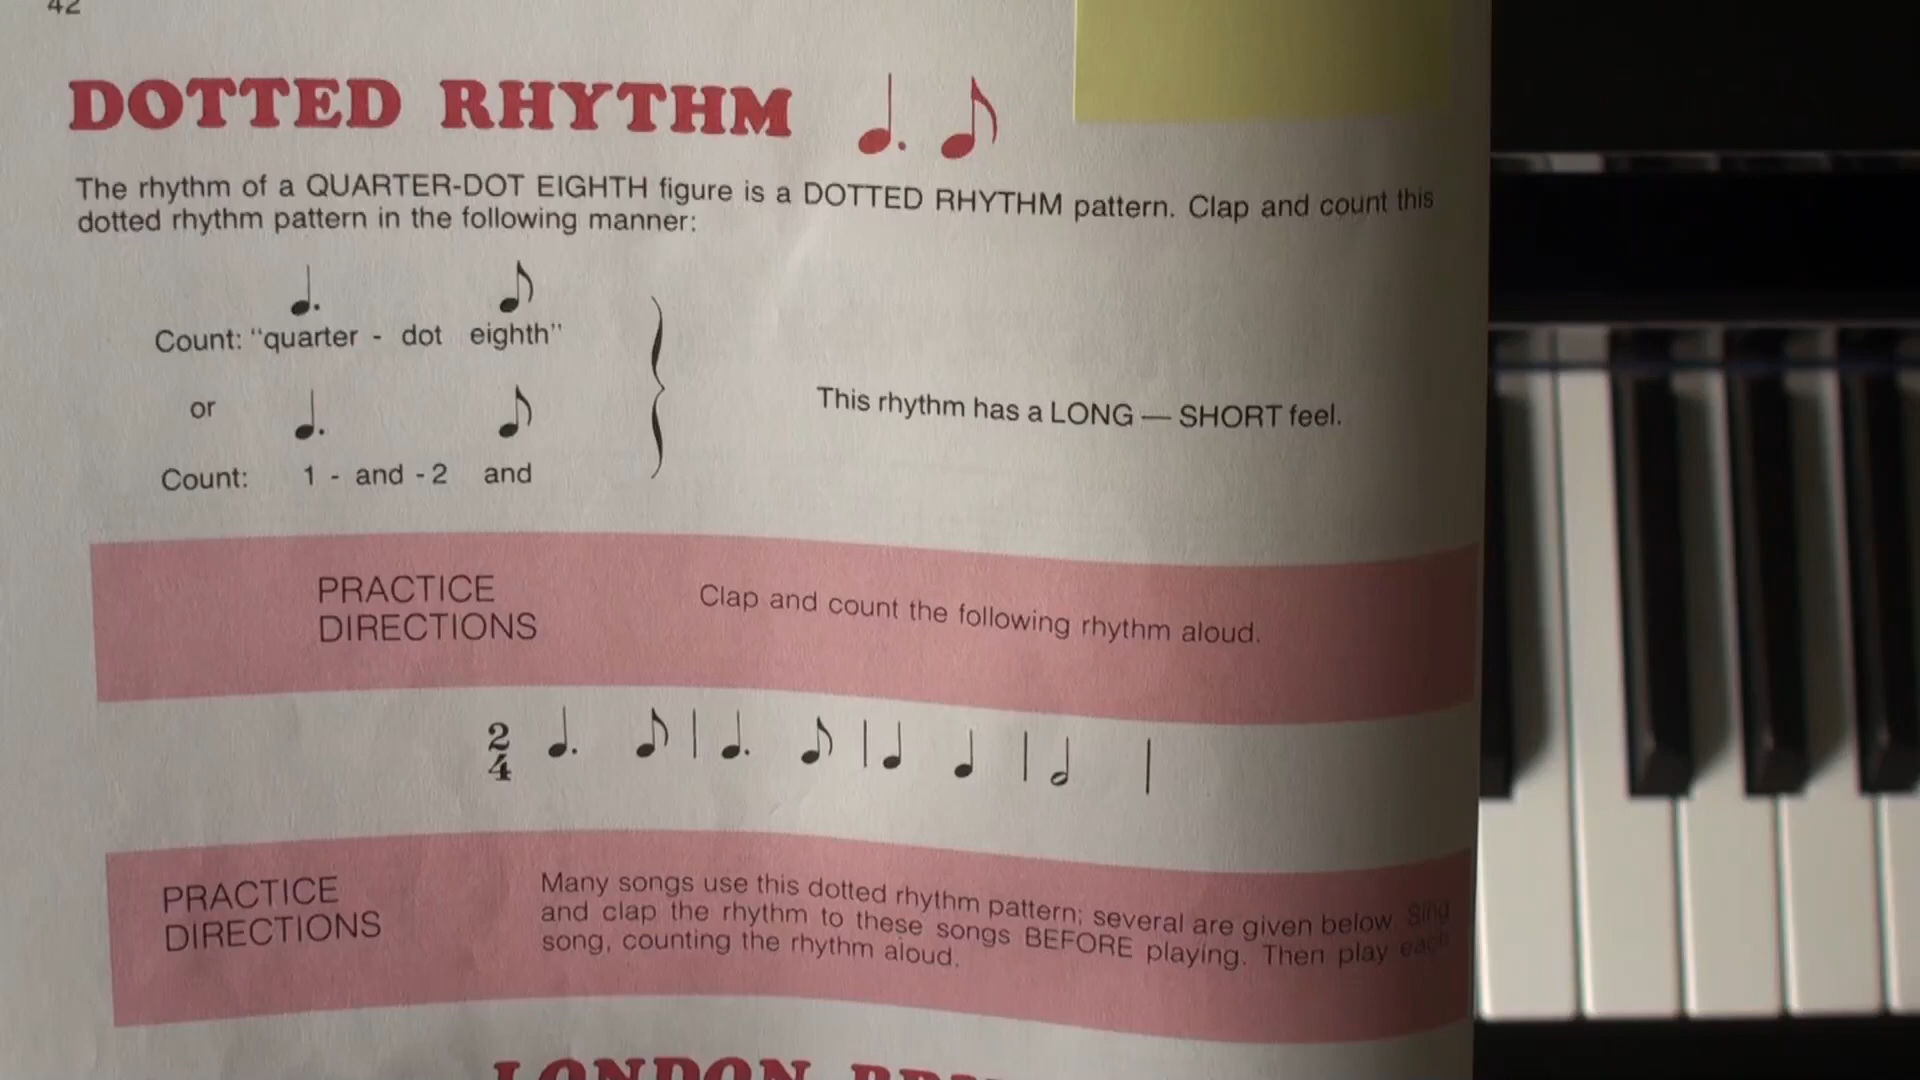 42
DOTTED RHYTHM
The rhythm of a QUARTER-DOT EIGHTH figure is a DOTTED RHYTHM pattern. Clap and count this
dotted rhythm pattern in the following manner:
Count: "quarter - dot eighth"
or
This rhythm has a LONG — SHORT feel.
Count: 1 - and - 2 and
PRACTICE
DIRECTIONS
Clap and count the following rhythm aloud.
2
4
PRACTICE
DIRECTIONS
Many songs use this dotted rhythm pattern; several are given below. Sing
and clap the rhythm to these songs BEFORE playing. Then play each
song, counting the rhythm aloud.
LONDON